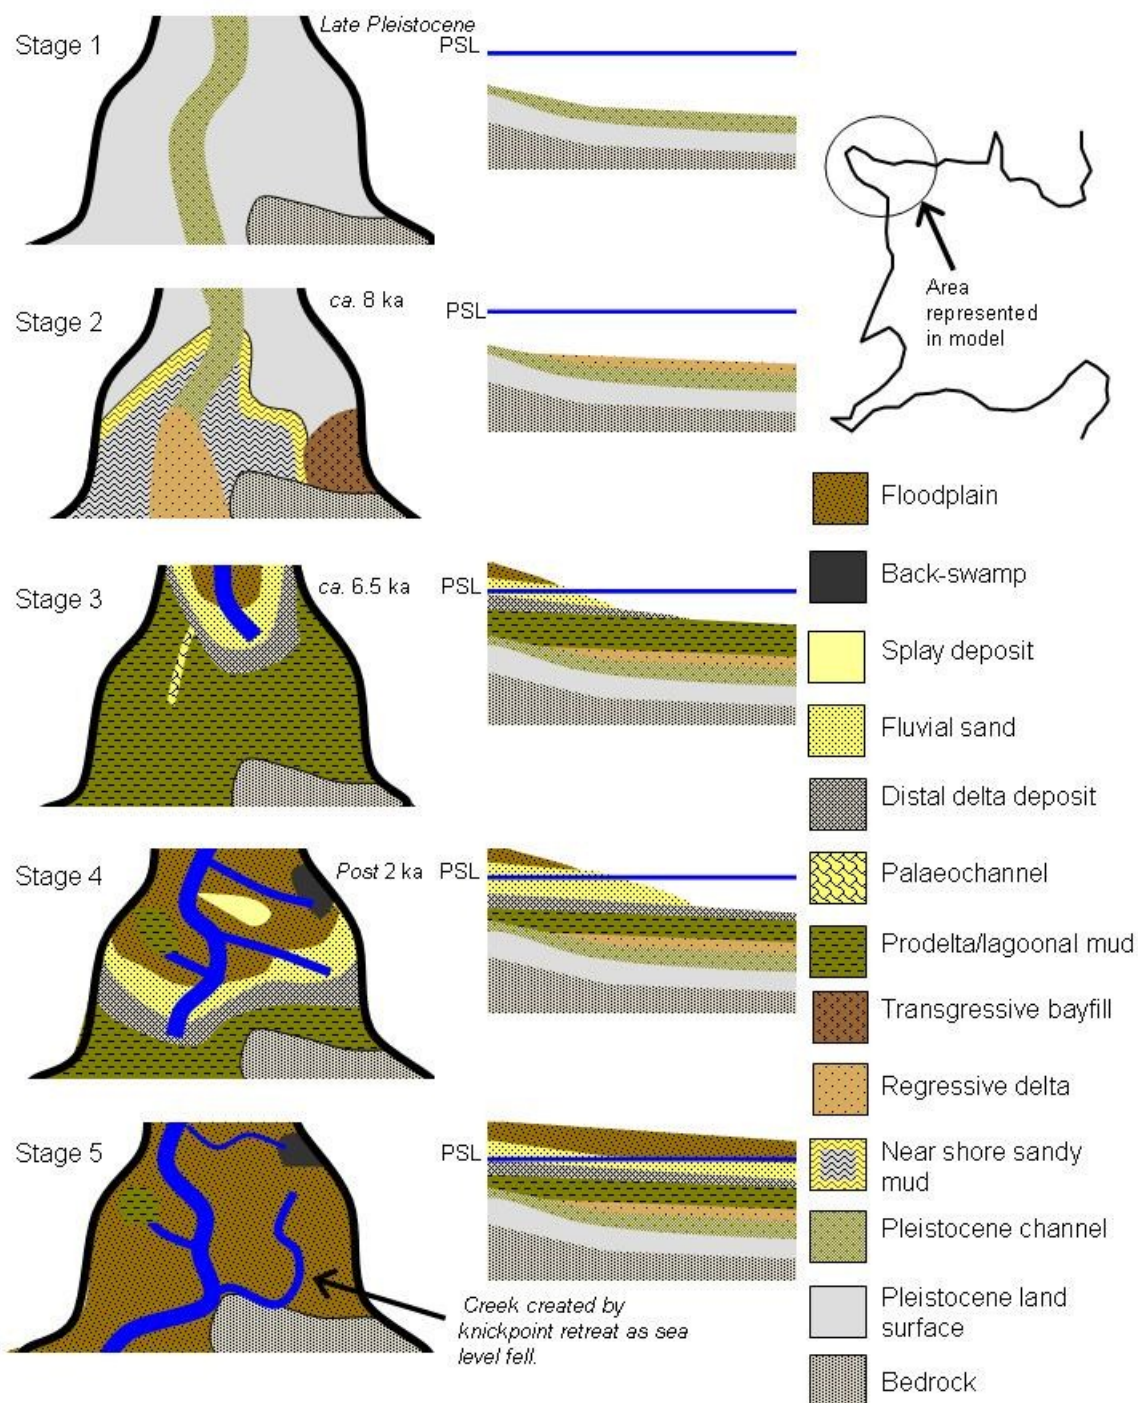 Stage 1
Late Pleistocene
PSL
Stage 2
ca. 8 ka
PSL
Area
represented
in model
Stage 3
ca. 6.5 ka
PSL
Stage 4
Post 2 ka
PSL
Stage 5
PSL
Creek created by
knickpoint retreat as sea
level fell.
Floodplain
Back-swamp
Splay deposit
Fluvial sand
Distal delta deposit
Palaeochannel
Prodelta/lagoonal mud
Transgressive bayfill
Regressive delta
Near shore sandy
mud
Pleistocene channel
Pleistocene land
surface
Bedrock